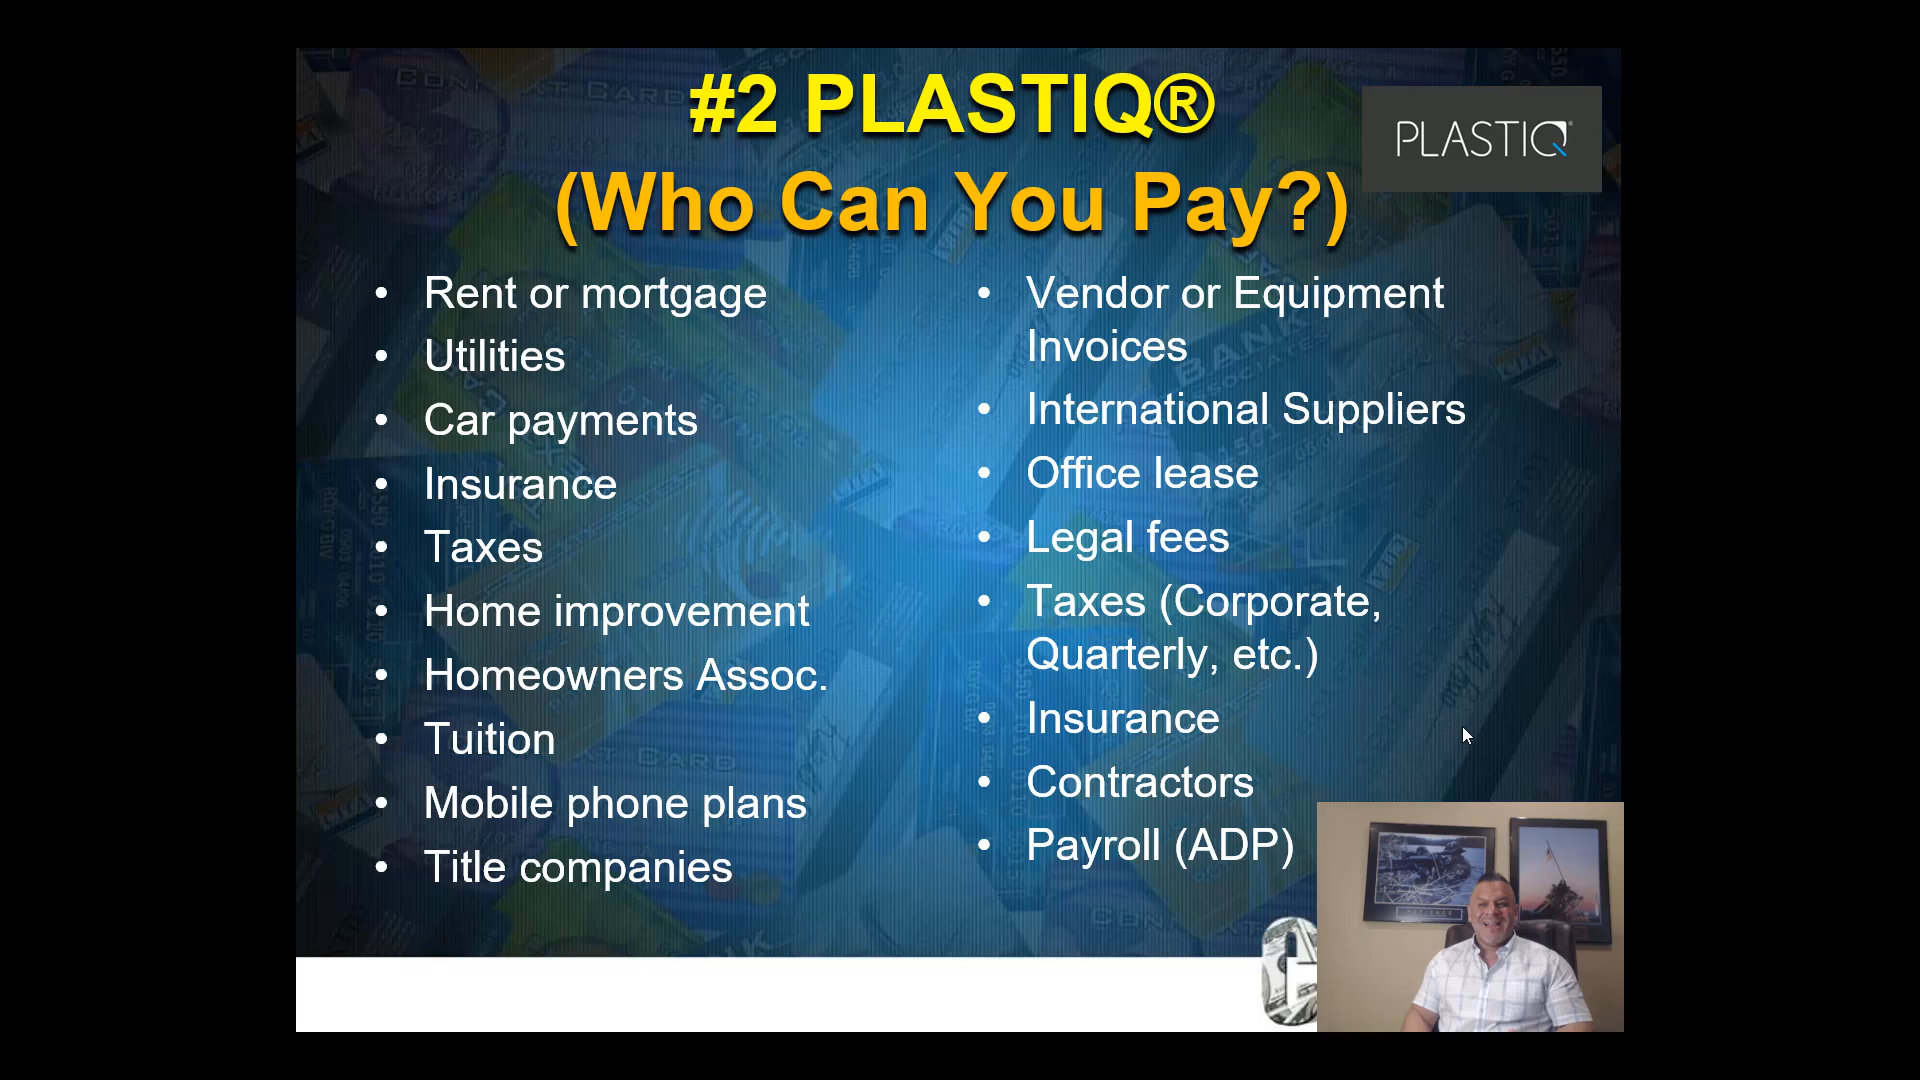 #2 PLASTIQ®
(Who Can You Pay?)
PLASTIQ®
• Rent or mortgage
• Utilities
• Car payments
• Insurance
• Taxes
• Home improvement
• Homeowners Assoc.
• Tuition
• Mobile phone plans
• Title companies
• Vendor or Equipment
Invoices
• International Suppliers
• Office lease
• Legal fees
• Taxes (Corporate,
Quarterly, etc.)
• Insurance
• Contractors
• Payroll (ADP)